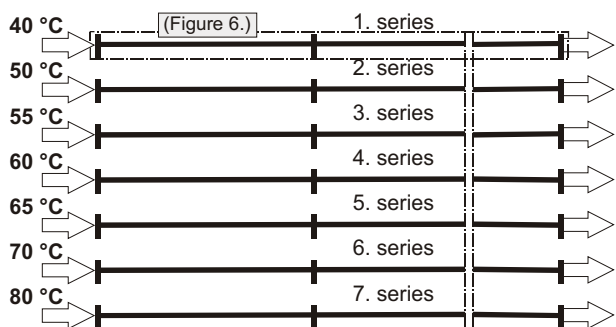 40 °C (Figure 6.) 1. series
50 °C 2. series
55 °C 3. series
60 °C 4. series
65 °C 5. series
70 °C 6. series
80 °C 7. series